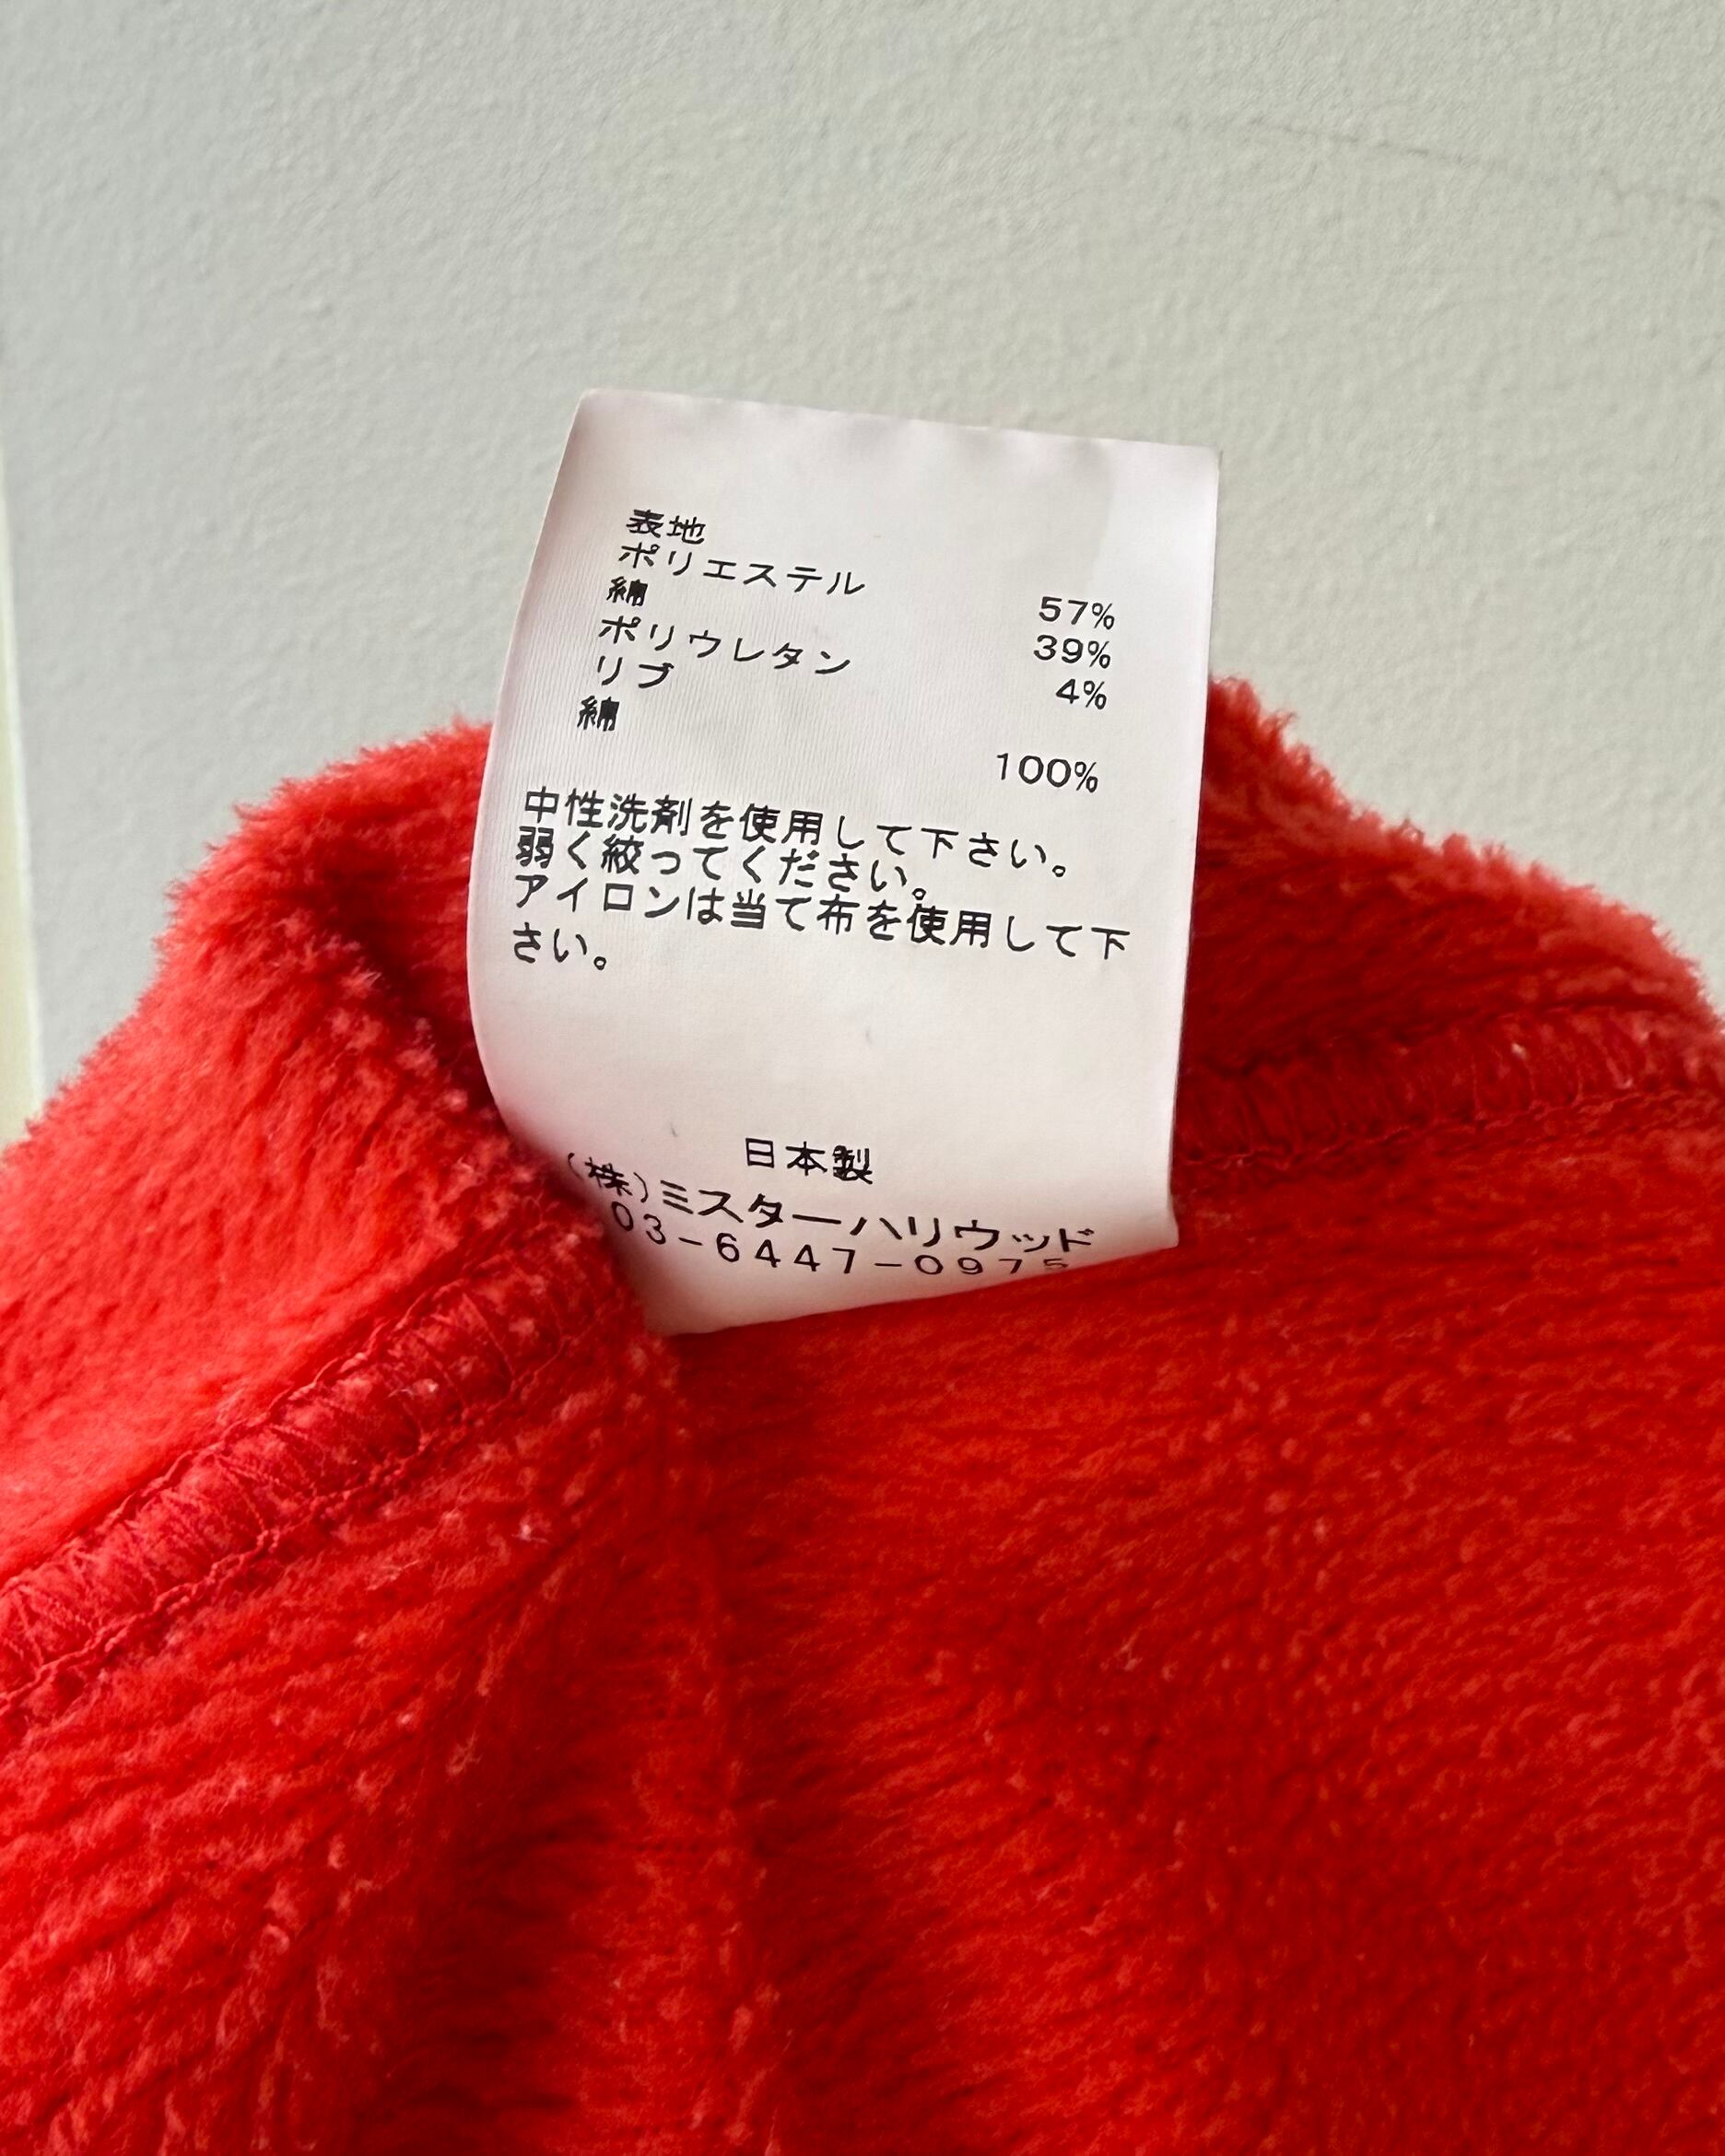 表地
ポリエステル 57%
綿 39%
ポリウレタン 4%
リブ
綿 100%
中性洗剤を使用して下さい。
弱く絞ってください。
アイロンは当て布を使用して下
さい。
日本製
(株)ミスターハリウッド
03-6447-0975